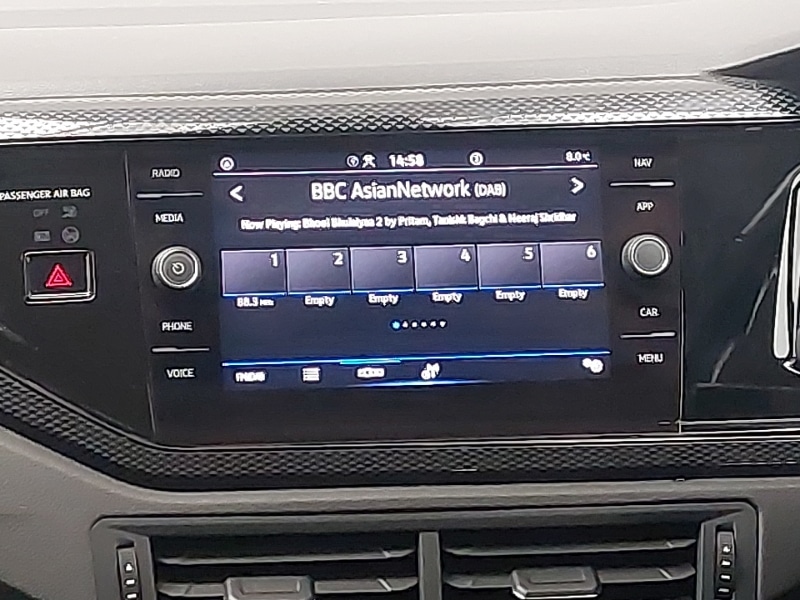 14:58 8.0°C
RADIO NAV
PASSENGER AIR BAG
OFF
BBC AsianNetwork (DAB)
MEDIA APP
Now Playing: Bhool Bhulaiyaa 2 by Pritam, Tanishk Bagchi & Neeraj Shridhar
1 2 3 4 5 6
88.3 MHz Empty Empty Empty Empty Empty
PHONE CAR
VOICE MENU
FM/DAB